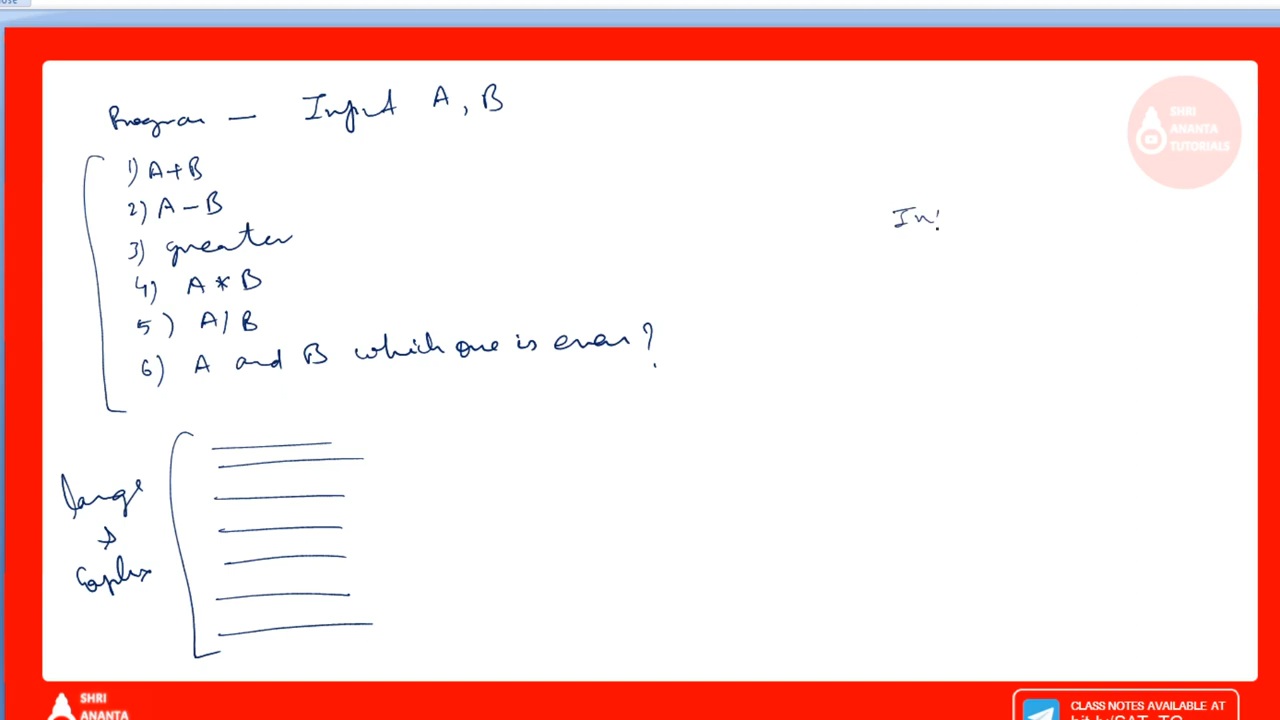 Program — Input A, B
1) A+B
2) A-B
3) greater
4) A * B
5) A/B
6) A and B which one is even?
large
→
Complex
In
SHRI
ANANTA
TUTORIALS
SHRI
ANANTA
CLASS NOTES AVAILABLE AT